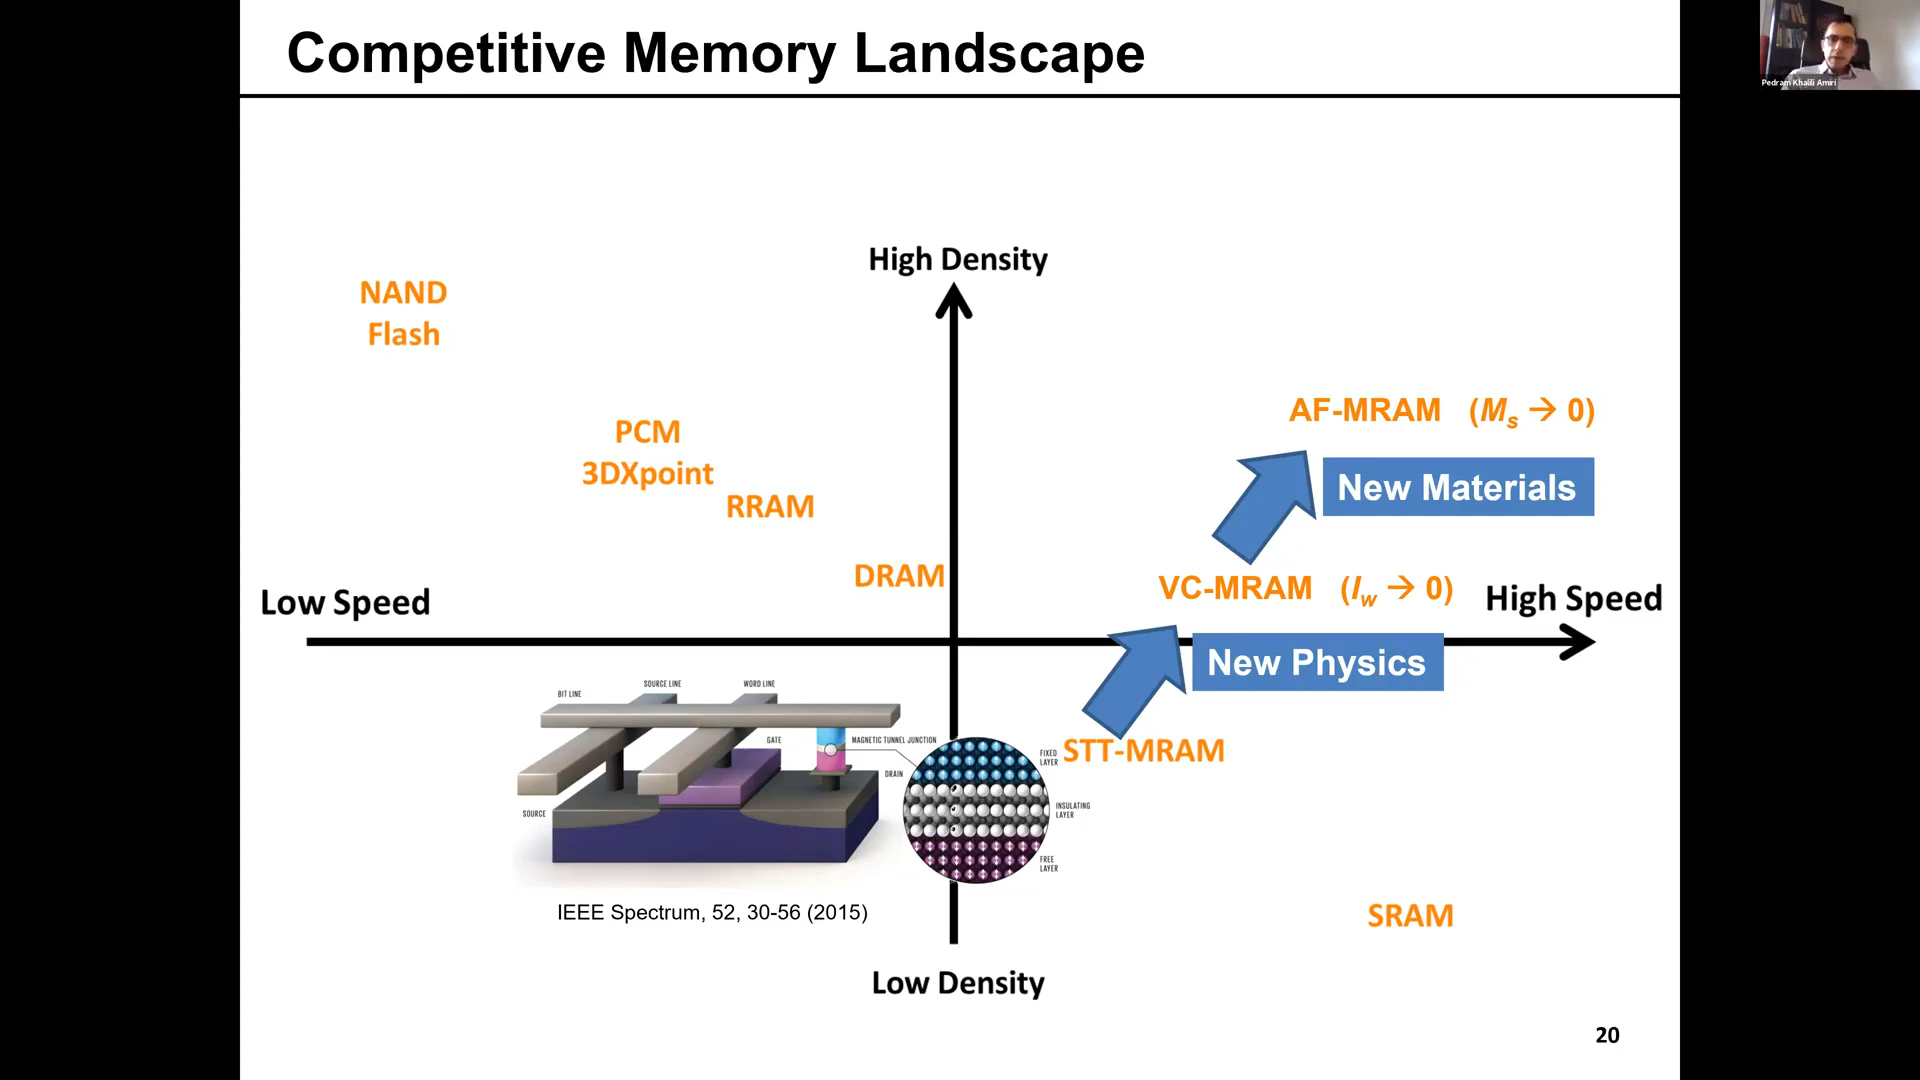 Competitive Memory Landscape
Pedram Khalili Amiri
High Density
NAND
Flash
AF-MRAM (Ms → 0)
PCM
3DXpoint
New Materials
RRAM
DRAM
VC-MRAM (Iw → 0)
Low Speed
High Speed
New Physics
SOURCE LINE
WORD LINE
BIT LINE
GATE
MAGNETIC TUNNEL JUNCTION
DRAIN
FIXED
LAYER
STT-MRAM
SOURCE
INSULATING
LAYER
FREE
LAYER
IEEE Spectrum, 52, 30-56 (2015)
SRAM
Low Density
20